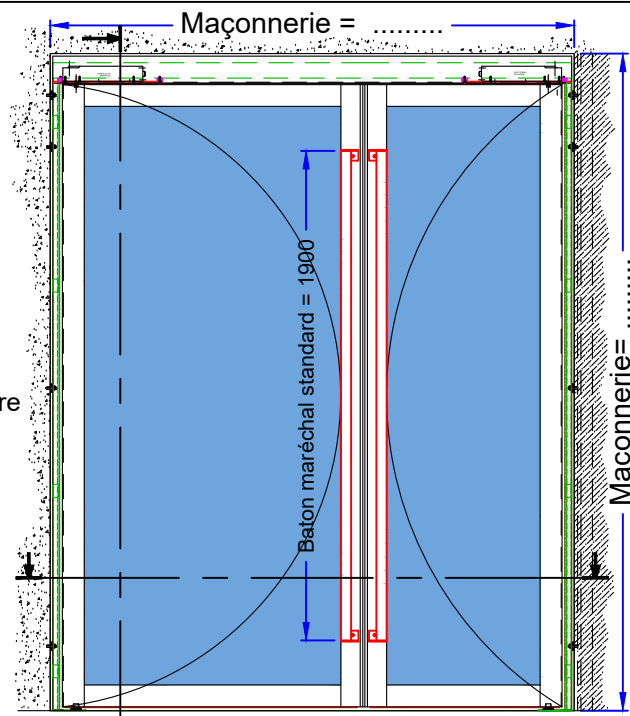 Maçonnerie = .........
Baton maréchal standard = 1900
re
Maçonnerie= .........